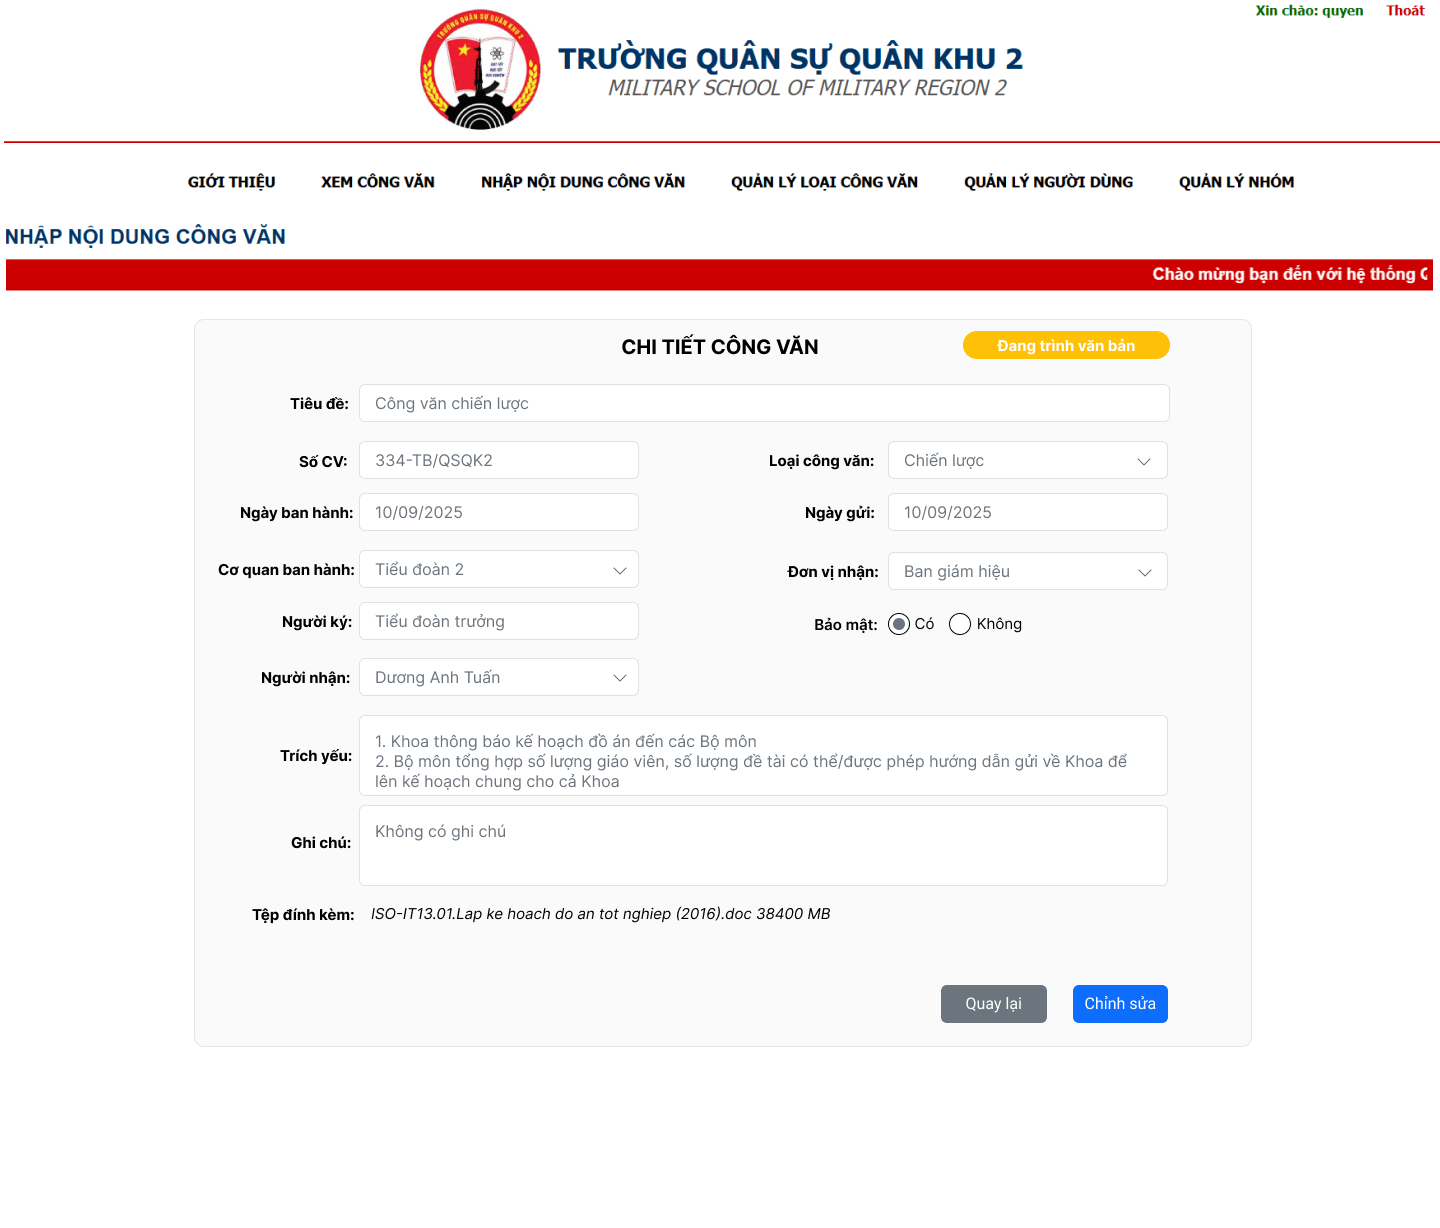 Xin chào: quyen Thoát
TRƯỜNG QUÂN SỰ QUÂN KHU 2
TRƯỜNG QUÂN SỰ QUÂN KHU 2
MILITARY SCHOOL OF MILITARY REGION 2
GIỚI THIỆU XEM CÔNG VĂN NHẬP NỘI DUNG CÔNG VĂN QUẢN LÝ LOẠI CÔNG VĂN QUẢN LÝ NGƯỜI DÙNG QUẢN LÝ NHÓM
NHẬP NỘI DUNG CÔNG VĂN
Chào mừng bạn đến với hệ thống
CHI TIẾT CÔNG VĂN
Đang trình văn bản
Tiêu đề: Công văn chiến lược
Số CV: 334-TB/QSQK2
Loại công văn: Chiến lược
Ngày ban hành: 10/09/2025
Ngày gửi: 10/09/2025
Cơ quan ban hành: Tiểu đoàn 2
Đơn vị nhận: Ban giám hiệu
Người ký: Tiểu đoàn trưởng
Bảo mật: Có Không
Người nhận: Dương Anh Tuấn
Trích yếu: 1. Khoa thông báo kế hoạch đồ án đến các Bộ môn
2. Bộ môn tổng hợp số lượng giáo viên, số lượng đề tài có thể/được phép hướng dẫn gửi về Khoa để
lên kế hoạch chung cho cả Khoa
Ghi chú: Không có ghi chú
Tệp đính kèm: ISO-IT13.01.Lap ke hoach do an tot nghiep (2016).doc 38400 MB
Quay lại Chỉnh sửa